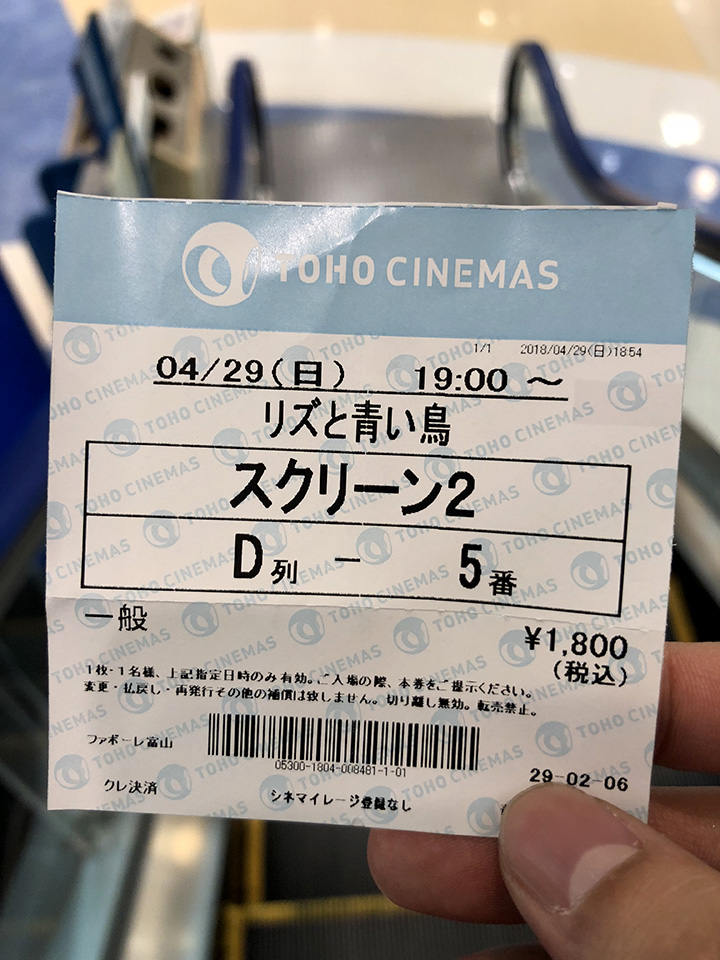 TOHO CINEMAS
1/1 2018/04/29(日)18:54
04/29(日) 19:00 ~
リズと青い鳥
スクリーン2
D列 ー 5番
一般
¥1,800
(税込)
1枚・1名様、上記指定日時のみ有効。ご入場の際、本券をご提示ください。
変更・払戻し・再発行その他の補償は致しません。切り離し無効。転売禁止。
ファボーレ富山
05300-1804-008481-1-01
29-02-06
クレ決済
シネマイレージ登録なし